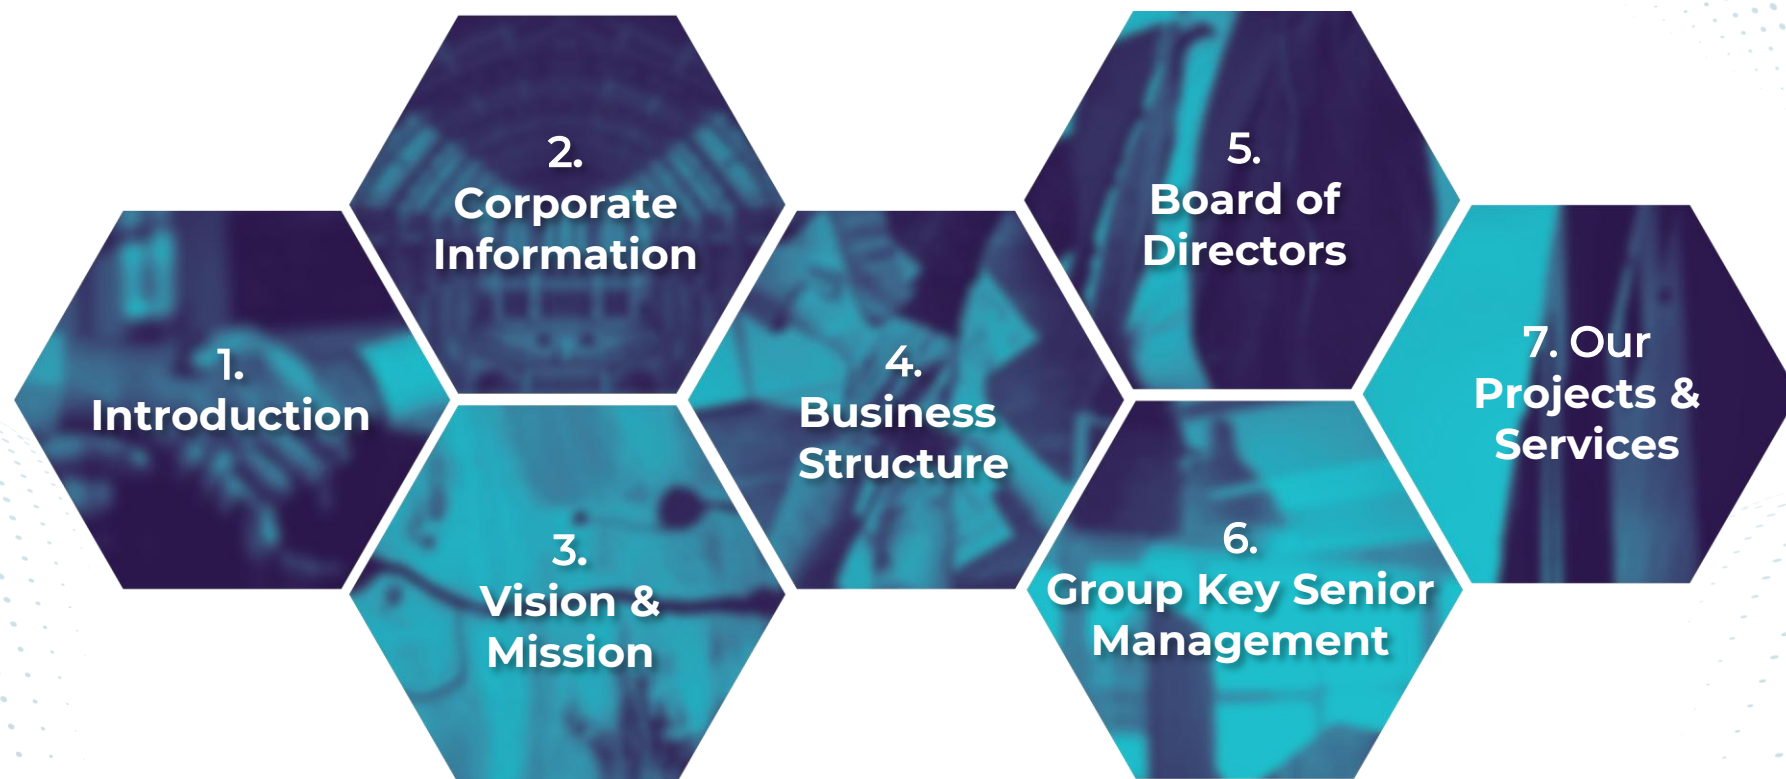 1.
Introduction
2.
Corporate
Information
3.
Vision &
Mission
4.
Business
Structure
5.
Board of
Directors
6.
Group Key Senior
Management
7. Our
Projects &
Services